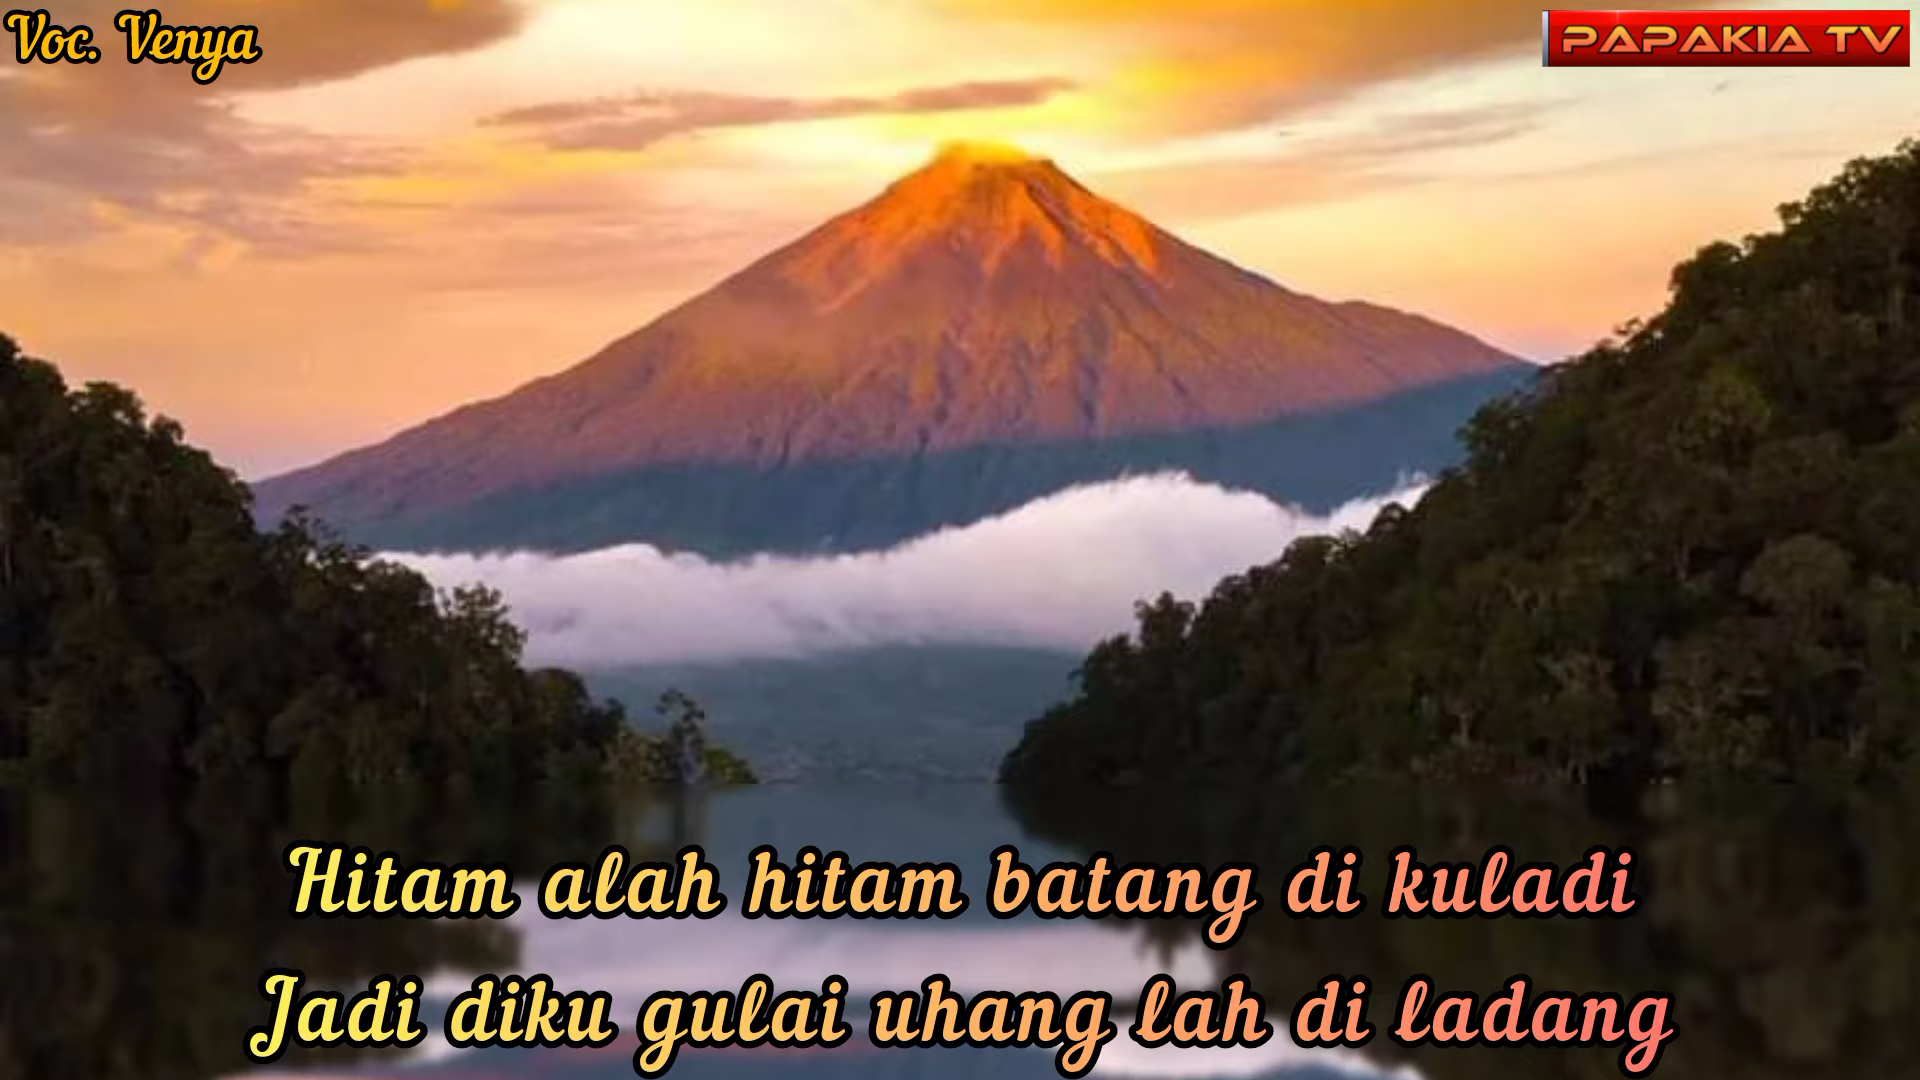 Voc. Venya
PAPAKIA TV
Hitam alah hitam batang di kuladi
Jadi diku gulai uhang lah di ladang